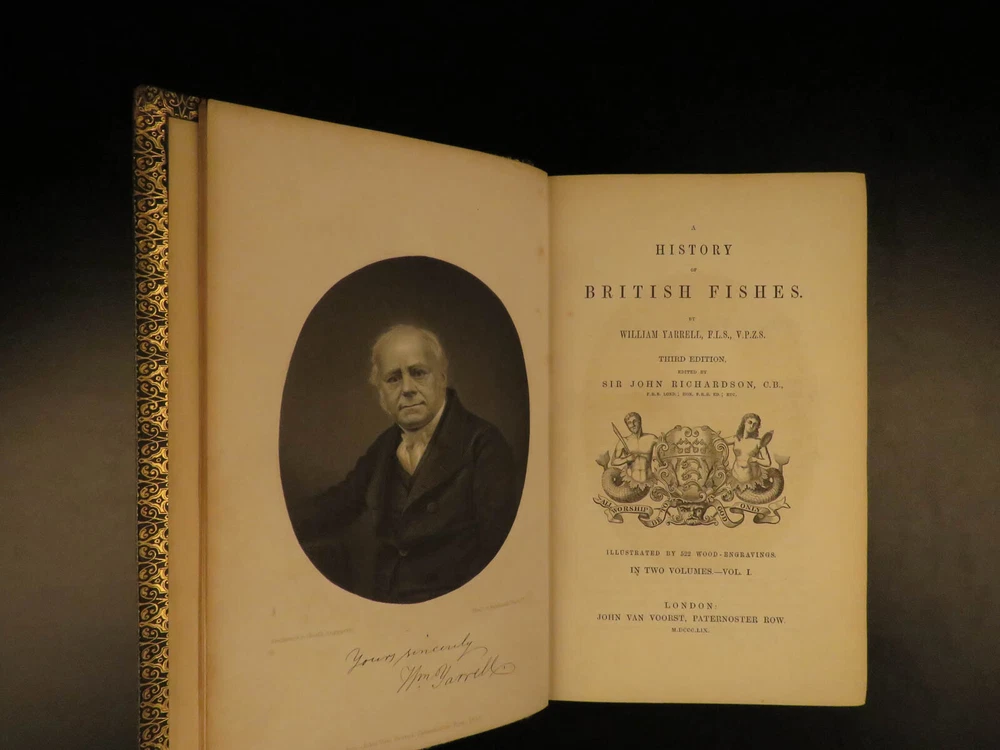 Yours sincerely
Wm. Yarrell
A
HISTORY
OF
BRITISH FISHES.
BY
WILLIAM YARRELL, F.L.S., V.P.Z.S.
THIRD EDITION,
EDITED BY
SIR JOHN RICHARDSON, C.B.,
ALL WORSHIP BE TO GOD ONLY
ILLUSTRATED BY 522 WOOD-ENGRAVINGS.
IN TWO VOLUMES.—VOL. I.
LONDON:
JOHN VAN VOORST, PATERNOSTER ROW.
M.DCCC.LIX.